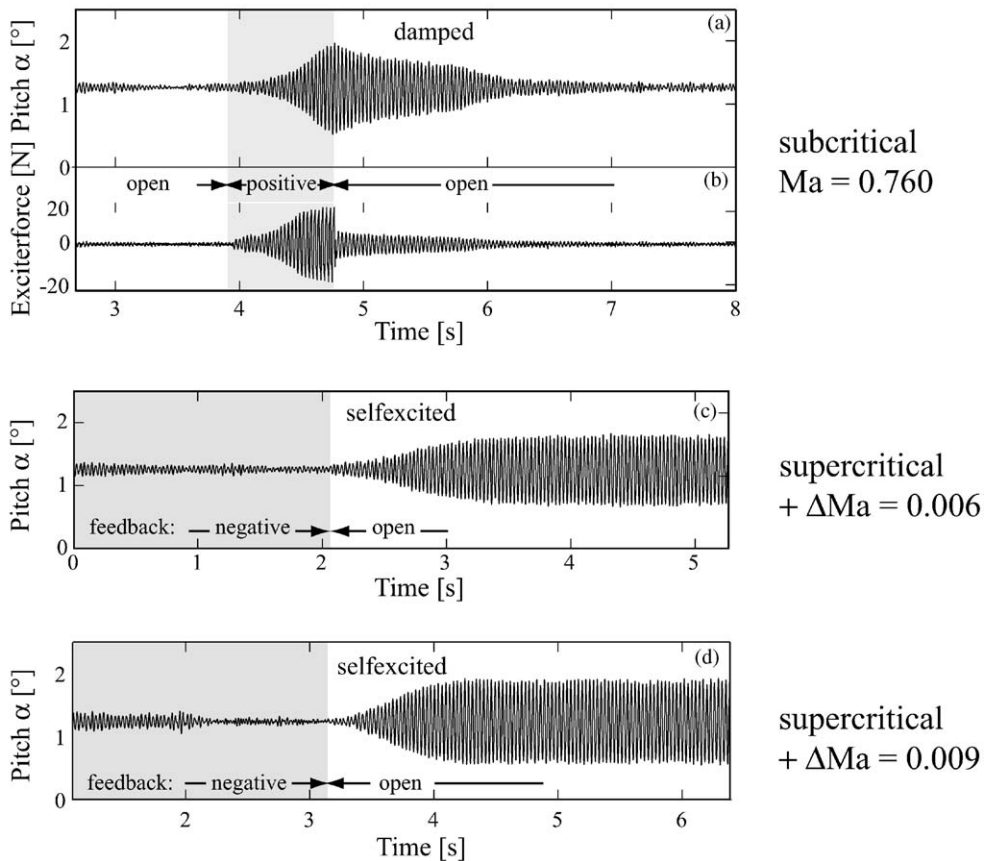 (a)
damped
2
1
0
Pitch α [°]
open positive open
(b)
20
0
-20
Exciterforce [N]
3 4 5 6 7 8
Time [s]
subcritical
Ma = 0.760
(c)
selfexcited
2
1
0
Pitch α [°]
feedback: negative open
0 1 2 3 4 5
Time [s]
supercritical
+ ΔMa = 0.006
(d)
selfexcited
2
1
0
Pitch α [°]
feedback: negative open
2 3 4 5 6
Time [s]
supercritical
+ ΔMa = 0.009